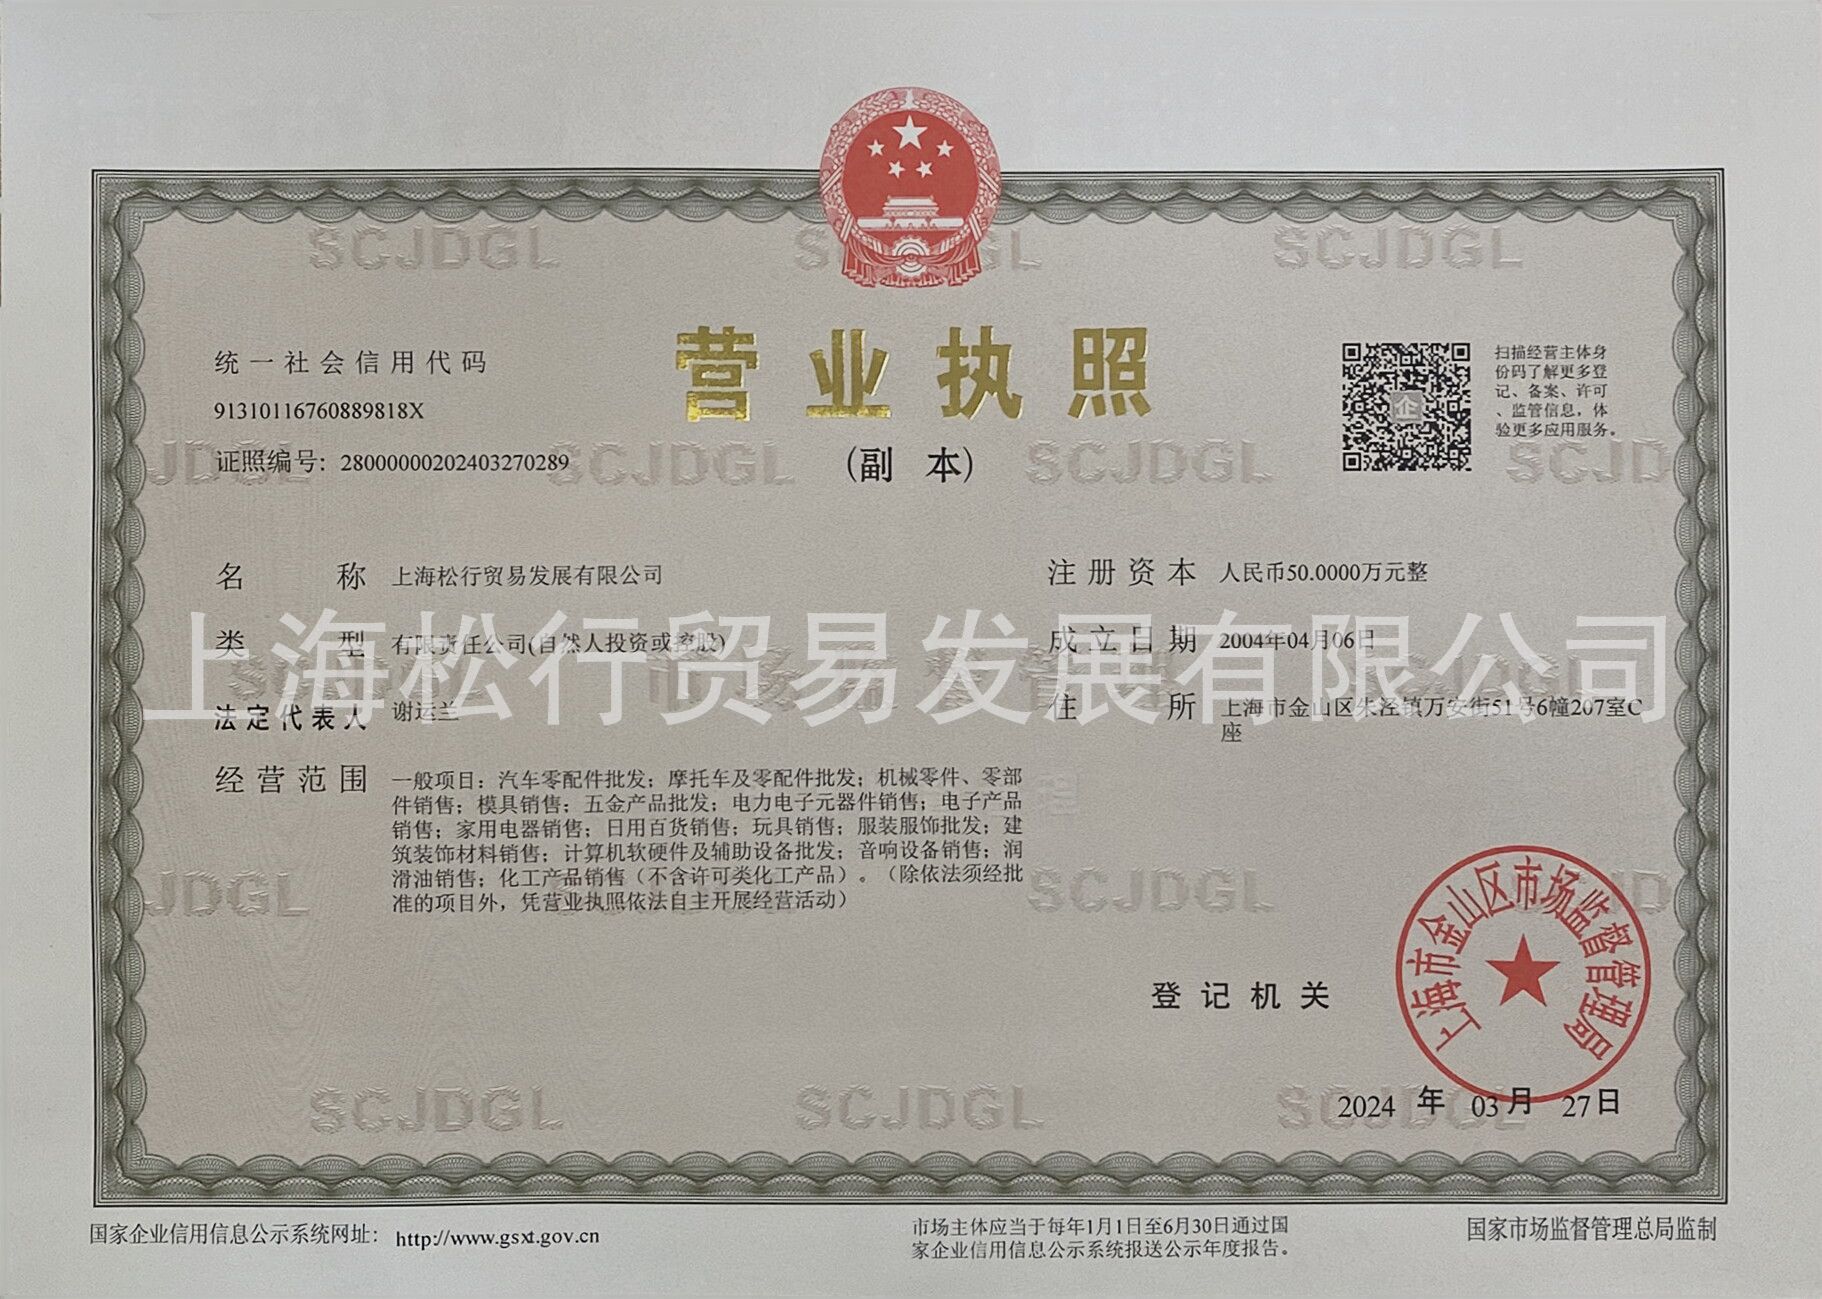 营业执照
(副 本)
统一社会信用代码
91310116760889818X
证照编号: 28000000202403270289
扫描经营主体身
份码了解更多登
记、备案、许可
、监管信息，体
验更多应用服务。
名 称 上海松行贸易发展有限公司
类 型 有限责任公司(自然人投资或控股)
法定代表人 谢运兰
经营范围 一般项目：汽车零配件批发；摩托车及零配件批发；机械零件、零部
件销售；模具销售；五金产品批发；电力电子元器件销售；电子产品
销售；家用电器销售；日用百货销售；玩具销售；服装服饰批发；建
筑装饰材料销售；计算机软硬件及辅助设备批发；音响设备销售；润
滑油销售；化工产品销售（不含许可类化工产品）。（除依法须经批
准的项目外，凭营业执照依法自主开展经营活动）
注册资本 人民币50.0000万元整
成立日期 2004年04月06日
住 所 上海市金山区朱泾镇万安街51号6幢207室C
座
上海松行贸易发展有限公司
登记机关
上海市金山区市场监督管理局
2024 年 03 月 27 日
国家企业信用信息公示系统网址： http://www.gsxt.gov.cn
市场主体应当于每年1月1日至6月30日通过国
家企业信用信息公示系统报送公示年度报告。
国家市场监督管理总局监制
SCJDGL
SCJDGL
SCJDGL
SCJDGL
SCJDGL
SCJDGL
SCJDGL
SCJDGL